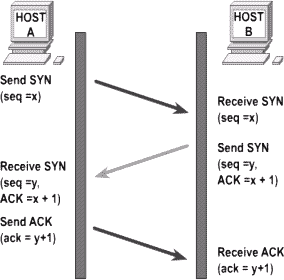 HOST
A
HOST
B
Send SYN
(seq =x)
Receive SYN
(seq =x)
Send SYN
(seq =y,
ACK =x + 1)
Receive SYN
(seq =y,
ACK =x + 1)
Send ACK
(ack = y+1)
Receive ACK
(ack = y+1)